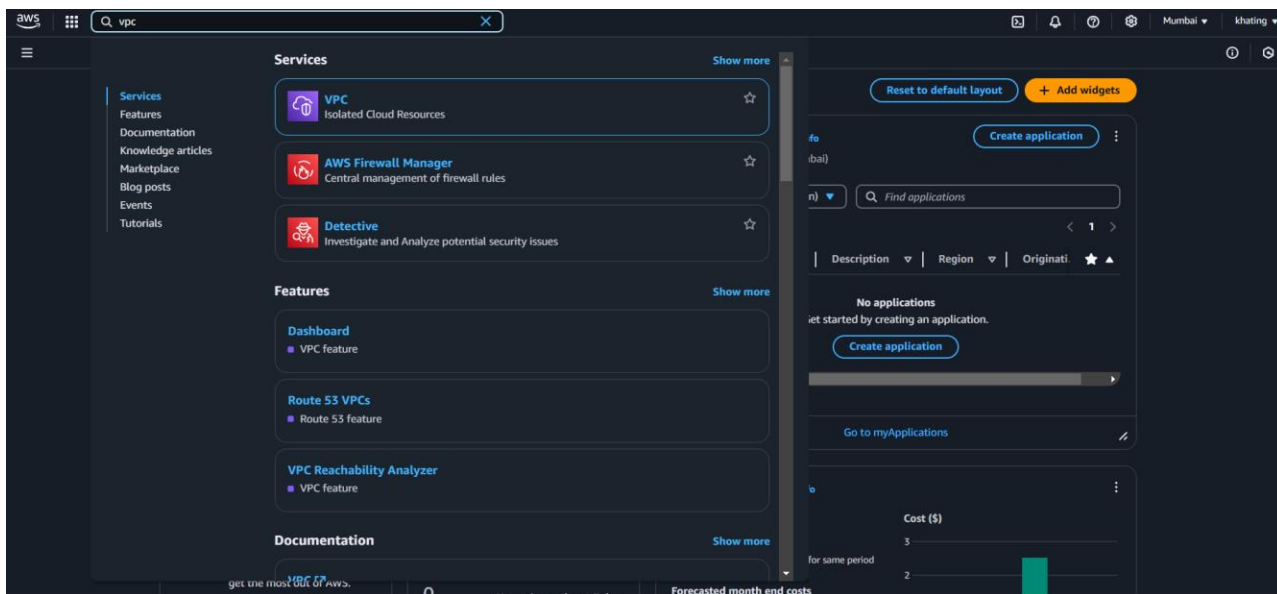 aws
vpc
Mumbai
khating
Services
Features
Documentation
Knowledge articles
Marketplace
Blog posts
Events
Tutorials
Services
Show more
VPC
Isolated Cloud Resources
AWS Firewall Manager
Central management of firewall rules
Detective
Investigate and Analyze potential security issues
Features
Show more
Dashboard
VPC feature
Route 53 VPCs
Route 53 feature
VPC Reachability Analyzer
VPC feature
Documentation
Show more
VPC
Reset to default layout
+ Add widgets
Create application
Find applications
1
Description
Region
No applications
started by creating an application.
Create application
Go to myApplications
Cost ($)
3
for same period
2
get the most out of AWS.
Forecasted month end costs